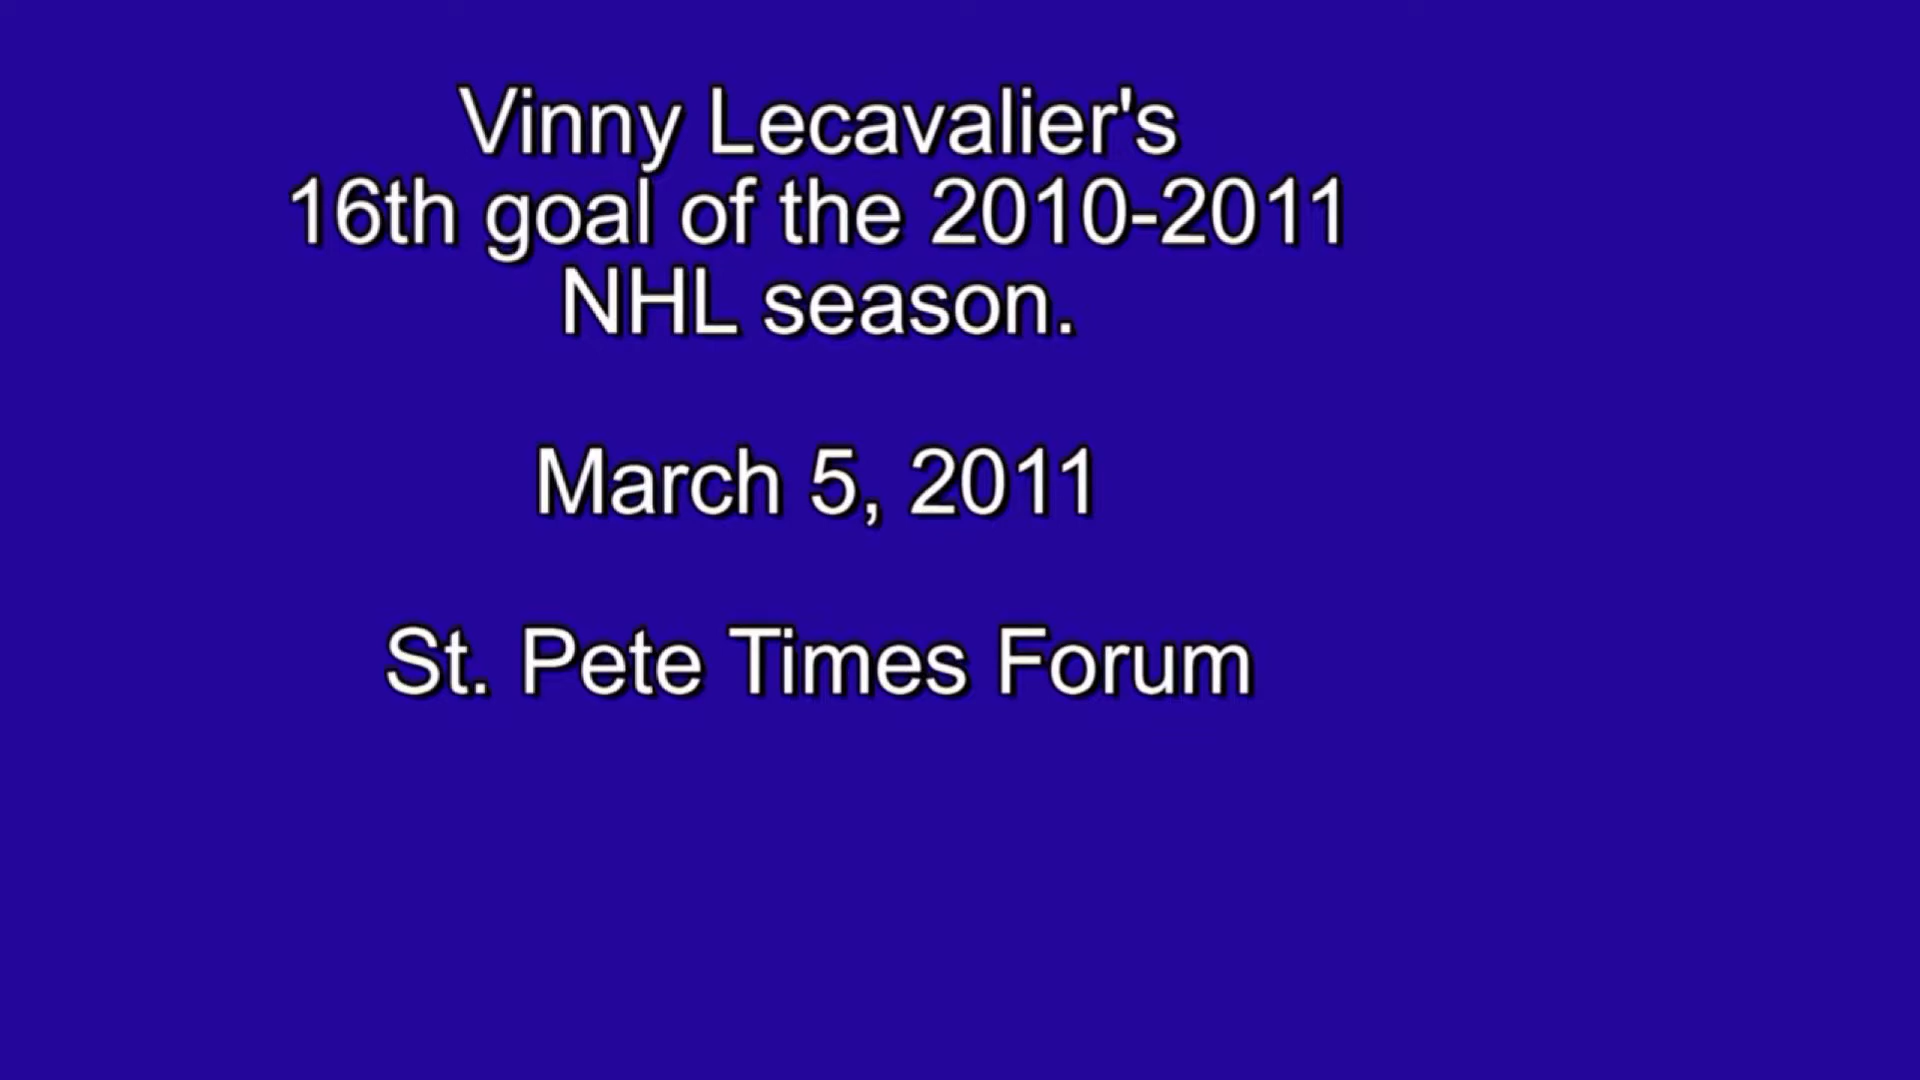 Vinny Lecavalier's
16th goal of the 2010-2011
NHL season.
March 5, 2011
St. Pete Times Forum